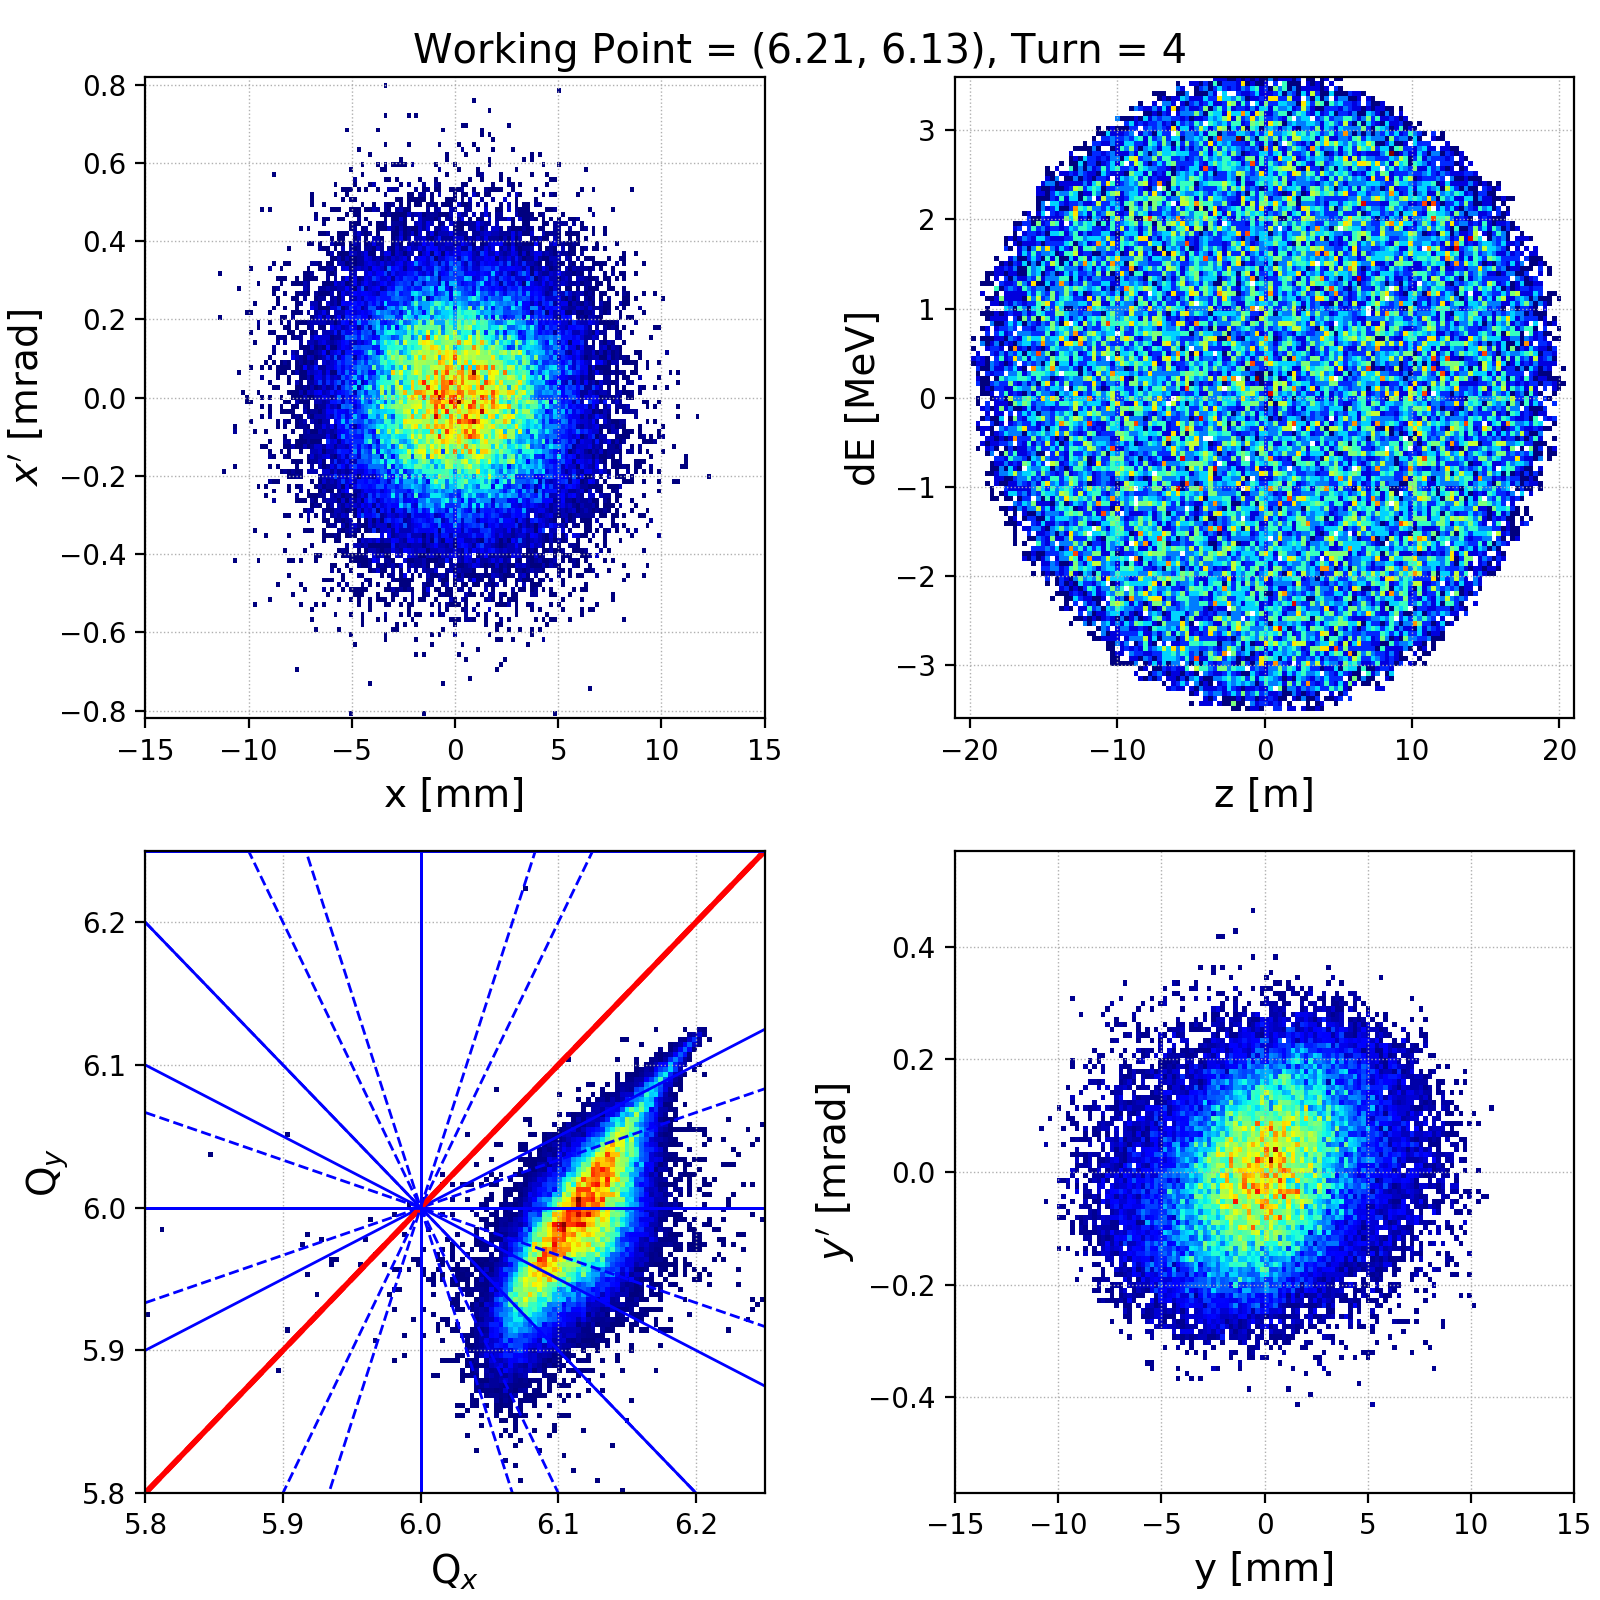 Working Point = (6.21, 6.13), Turn = 4
0.8
0.6
0.4
0.2
0.0
−0.2
−0.4
−0.6
−0.8
x′ [mrad]
−15 −10 −5 0 5 10 15
x [mm]
3
2
1
0
−1
−2
−3
dE [MeV]
−20 −10 0 10 20
z [m]
6.2
6.1
6.0
5.9
5.8
Qy
5.8 5.9 6.0 6.1 6.2
Qx
0.4
0.2
0.0
−0.2
−0.4
y′ [mrad]
−15 −10 −5 0 5 10 15
y [mm]